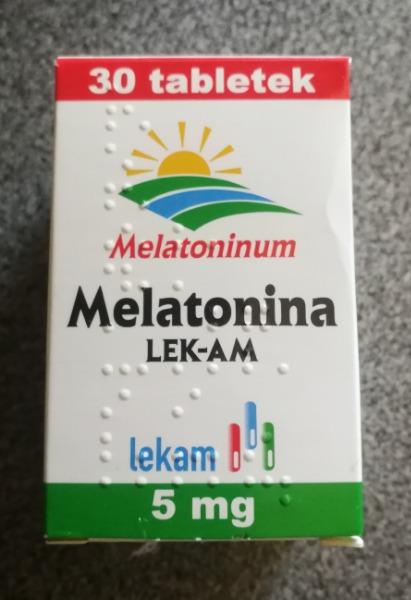 30 tabletek
Melatoninum
Melatonina
LEK-AM
lekam
5 mg